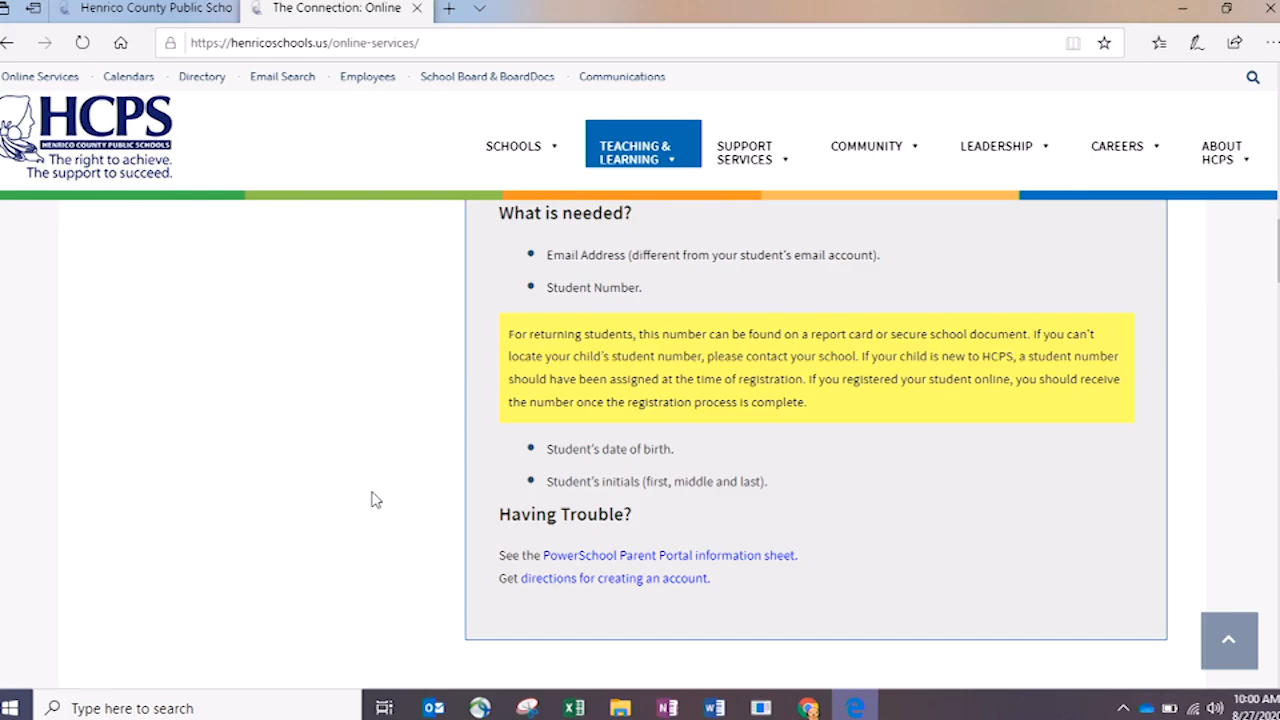 Henrico County Public Scho
The Connection: Online
https://henricoschools.us/online-services/
Online Services · Calendars · Directory · Email Search · Employees · School Board & BoardDocs · Communications
HCPS
HENRICO COUNTY PUBLIC SCHOOLS
The right to achieve.
The support to succeed.
SCHOOLS
TEACHING &
LEARNING
SUPPORT
SERVICES
COMMUNITY
LEADERSHIP
CAREERS
ABOUT
HCPS
What is needed?
• Email Address (different from your student's email account).
• Student Number.
For returning students, this number can be found on a report card or secure school document. If you can't
locate your child's student number, please contact your school. If your child is new to HCPS, a student number
should have been assigned at the time of registration. If you registered your student online, you should receive
the number once the registration process is complete.
• Student's date of birth.
• Student's initials (first, middle and last).
Having Trouble?
See the PowerSchool Parent Portal information sheet.
Get directions for creating an account.
Type here to search
10:00 AM
8/27/202